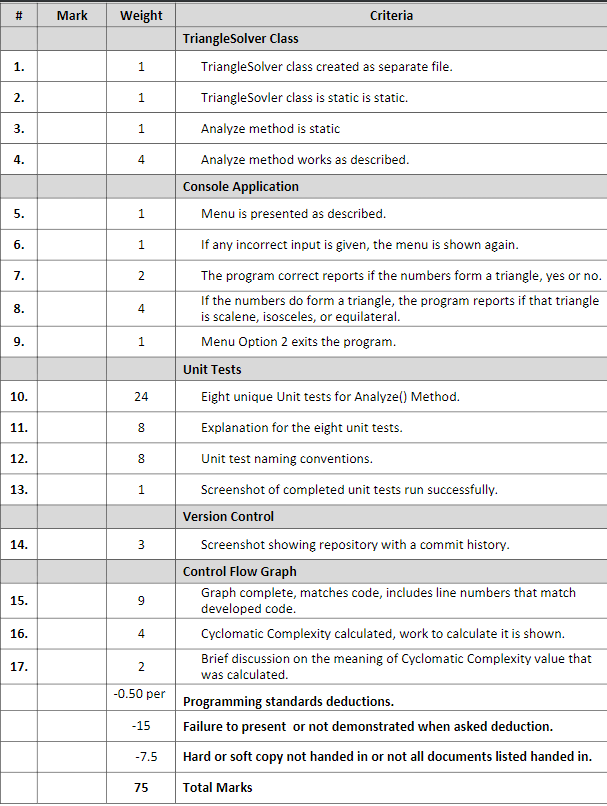 # Mark Weight Criteria
TriangleSolver Class
1. 1 TriangleSolver class created as separate file.
2. 1 TriangleSovler class is static is static.
3. 1 Analyze method is static
4. 4 Analyze method works as described.
Console Application
5. 1 Menu is presented as described.
6. 1 If any incorrect input is given, the menu is shown again.
7. 2 The program correct reports if the numbers form a triangle, yes or no.
8. 4 If the numbers do form a triangle, the program reports if that triangle
is scalene, isosceles, or equilateral.
9. 1 Menu Option 2 exits the program.
Unit Tests
10. 24 Eight unique Unit tests for Analyze() Method.
11. 8 Explanation for the eight unit tests.
12. 8 Unit test naming conventions.
13. 1 Screenshot of completed unit tests run successfully.
Version Control
14. 3 Screenshot showing repository with a commit history.
Control Flow Graph
15. 9 Graph complete, matches code, includes line numbers that match
developed code.
16. 4 Cyclomatic Complexity calculated, work to calculate it is shown.
17. 2 Brief discussion on the meaning of Cyclomatic Complexity value that
was calculated.
-0.50 per Programming standards deductions.
-15 Failure to present or not demonstrated when asked deduction.
-7.5 Hard or soft copy not handed in or not all documents listed handed in.
75 Total Marks